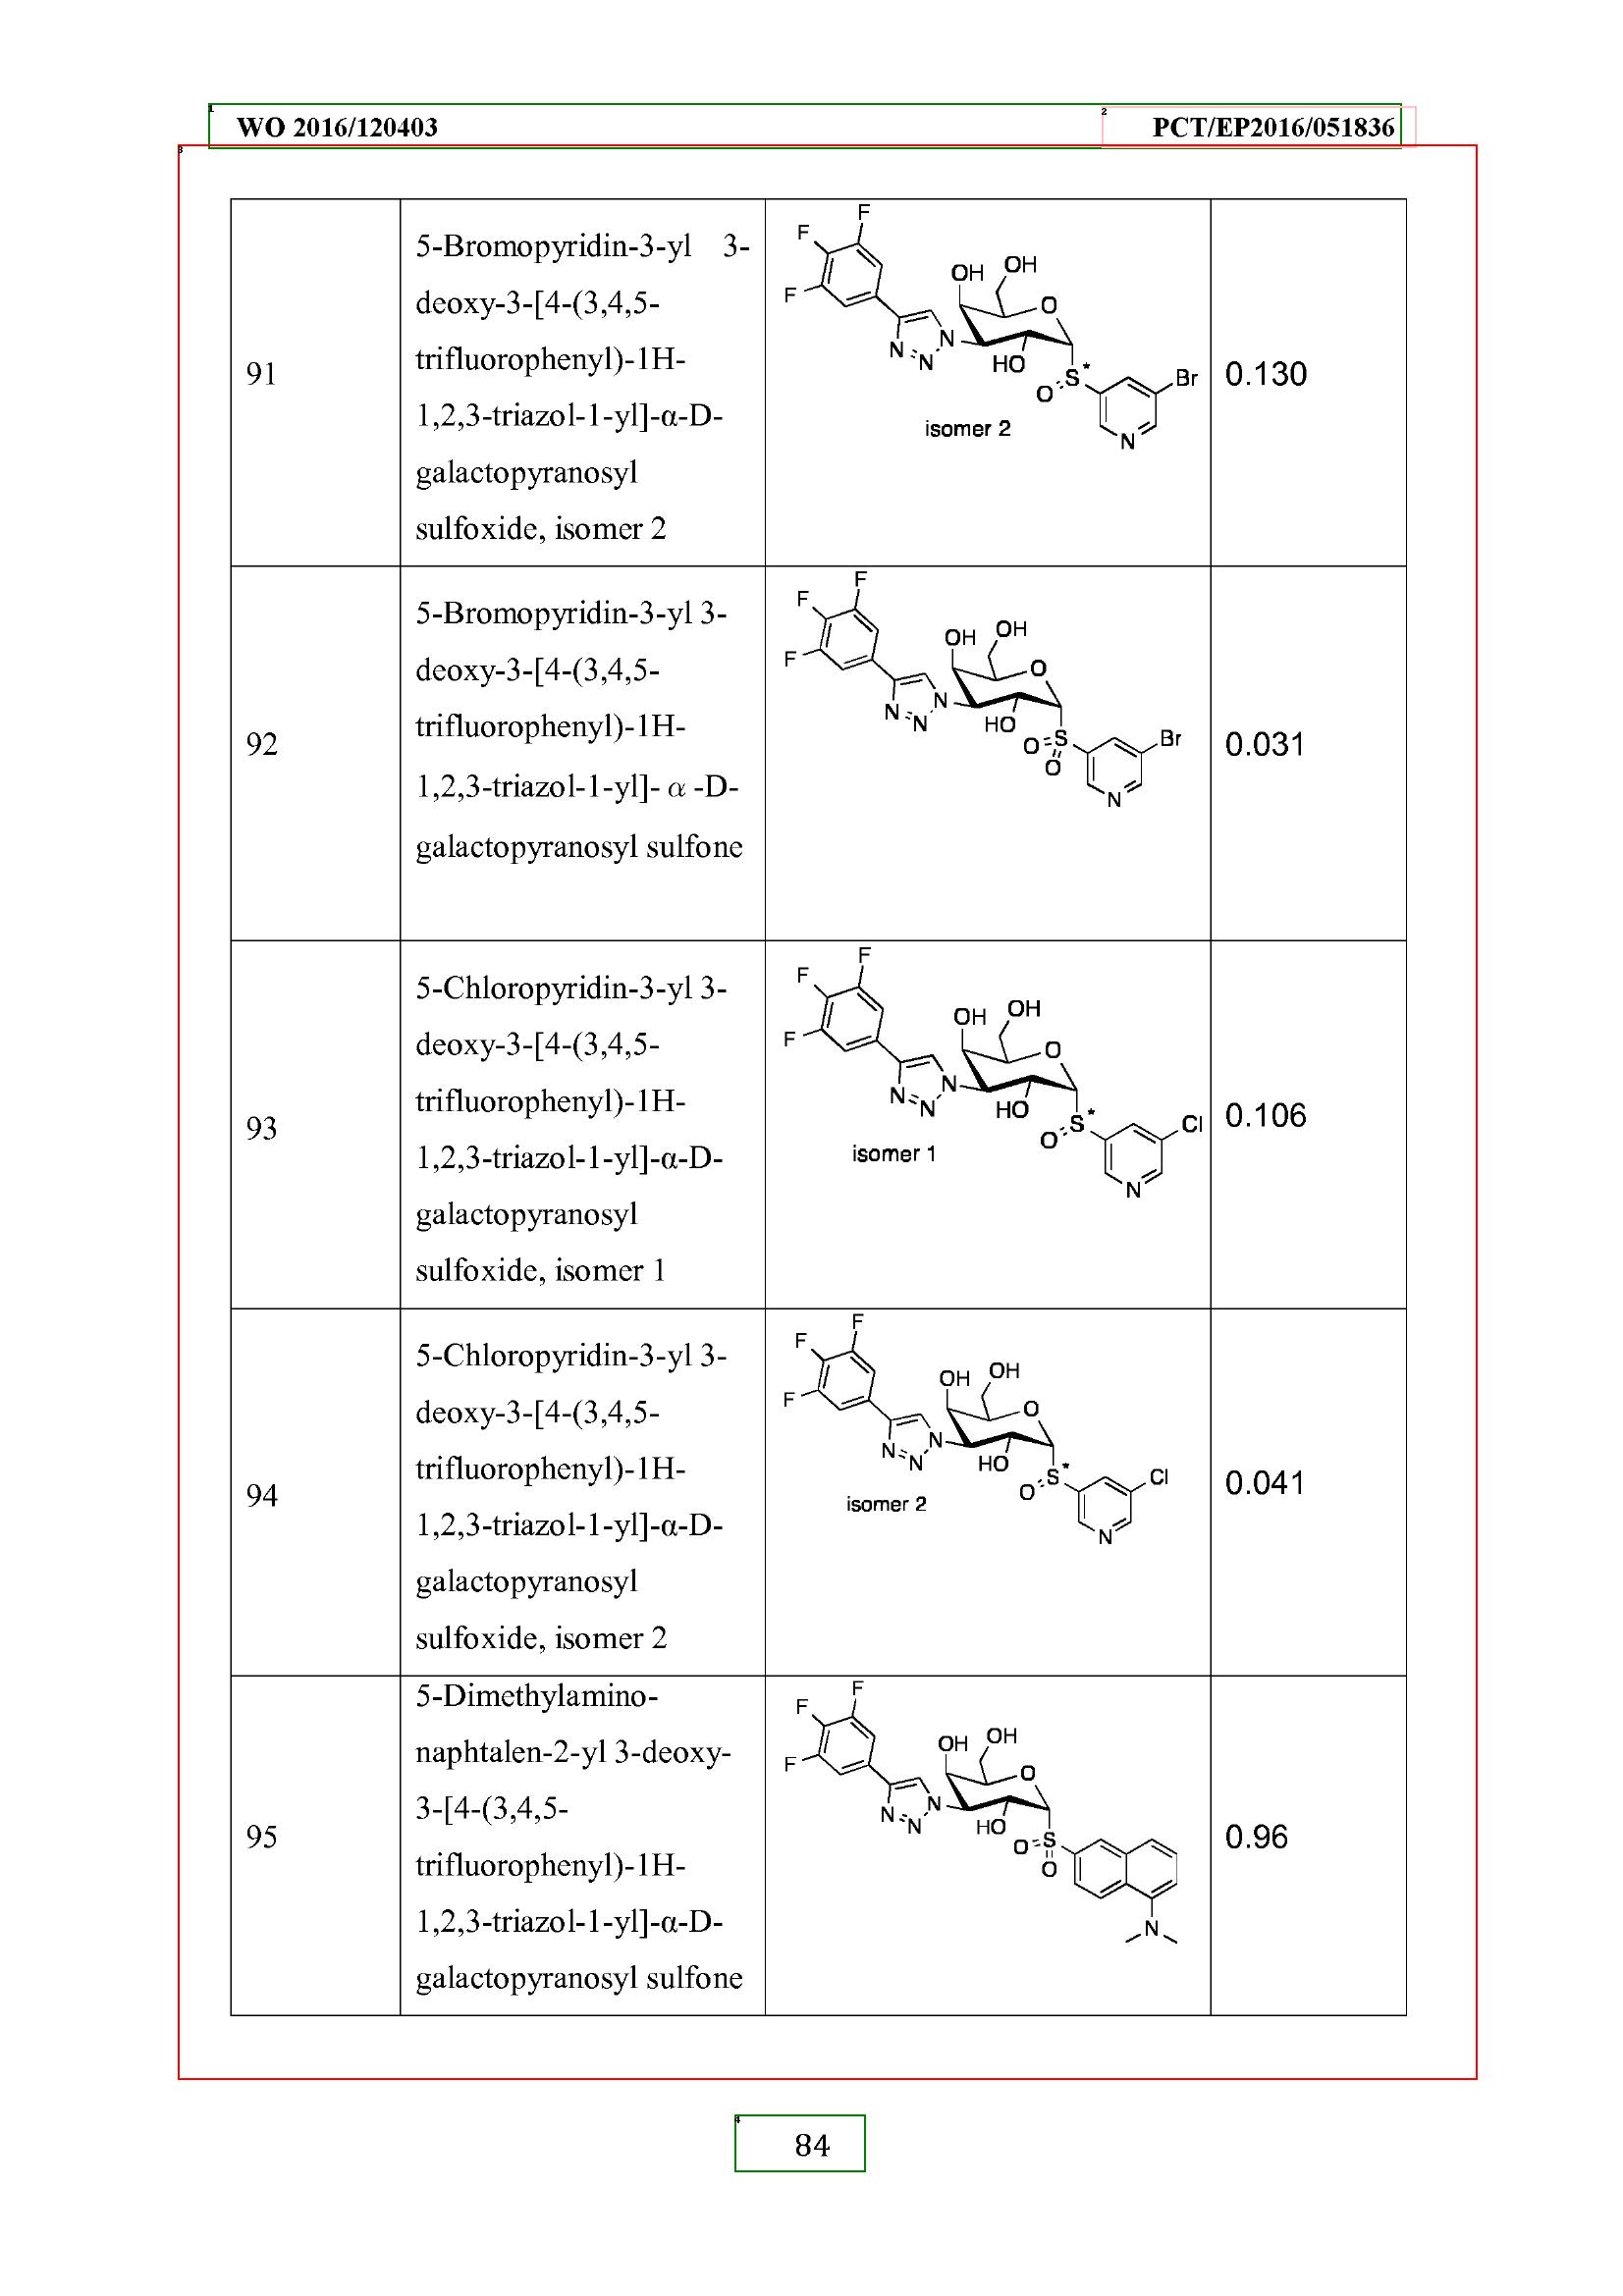 WO 2016/120403 PCT/EP2016/051836
91
5-Bromopyridin-3-yl 3-
deoxy-3-[4-(3,4,5-
trifluorophenyl)-1H-
1,2,3-triazol-1-yl]-α-D-
galactopyranosyl
sulfoxide, isomer 2
F
F
F
OH
OH
O
N
N
N
HO
S*
O
Br
N
isomer 2
0.130
92
5-Bromopyridin-3-yl 3-
deoxy-3-[4-(3,4,5-
trifluorophenyl)-1H-
1,2,3-triazol-1-yl]- α -D-
galactopyranosyl sulfone
F
F
F
OH
OH
O
N
N
N
HO
S
O
O
Br
N
0.031
93
5-Chloropyridin-3-yl 3-
deoxy-3-[4-(3,4,5-
trifluorophenyl)-1H-
1,2,3-triazol-1-yl]-α-D-
galactopyranosyl
sulfoxide, isomer 1
F
F
F
OH
OH
O
N
N
N
HO
S*
O
Cl
N
isomer 1
0.106
94
5-Chloropyridin-3-yl 3-
deoxy-3-[4-(3,4,5-
trifluorophenyl)-1H-
1,2,3-triazol-1-yl]-α-D-
galactopyranosyl
sulfoxide, isomer 2
F
F
F
OH
OH
O
N
N
N
HO
S*
O
Cl
N
isomer 2
0.041
95
5-Dimethylamino-
naphtalen-2-yl 3-deoxy-
3-[4-(3,4,5-
trifluorophenyl)-1H-
1,2,3-triazol-1-yl]-α-D-
galactopyranosyl sulfone
F
F
F
OH
OH
O
N
N
N
HO
S
O
O
N
0.96
84